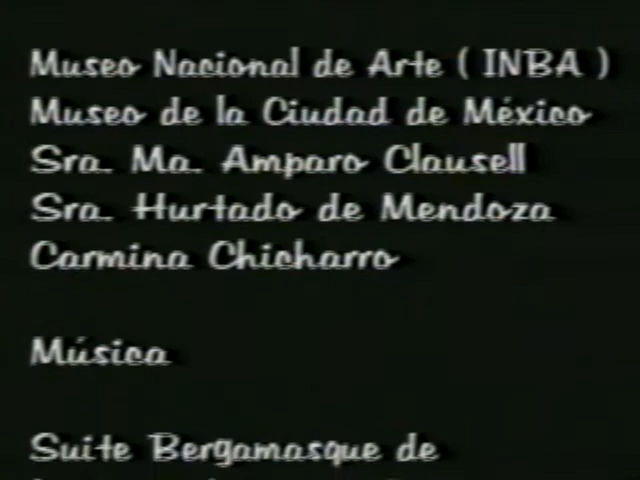 Museo Nacional de Arte ( INBA )
Museo de la Ciudad de México
Sra. Ma. Amparo Clausell
Sra. Hurtado de Mendoza
Carmina Chicharro
Música
Suite Bergamasque de